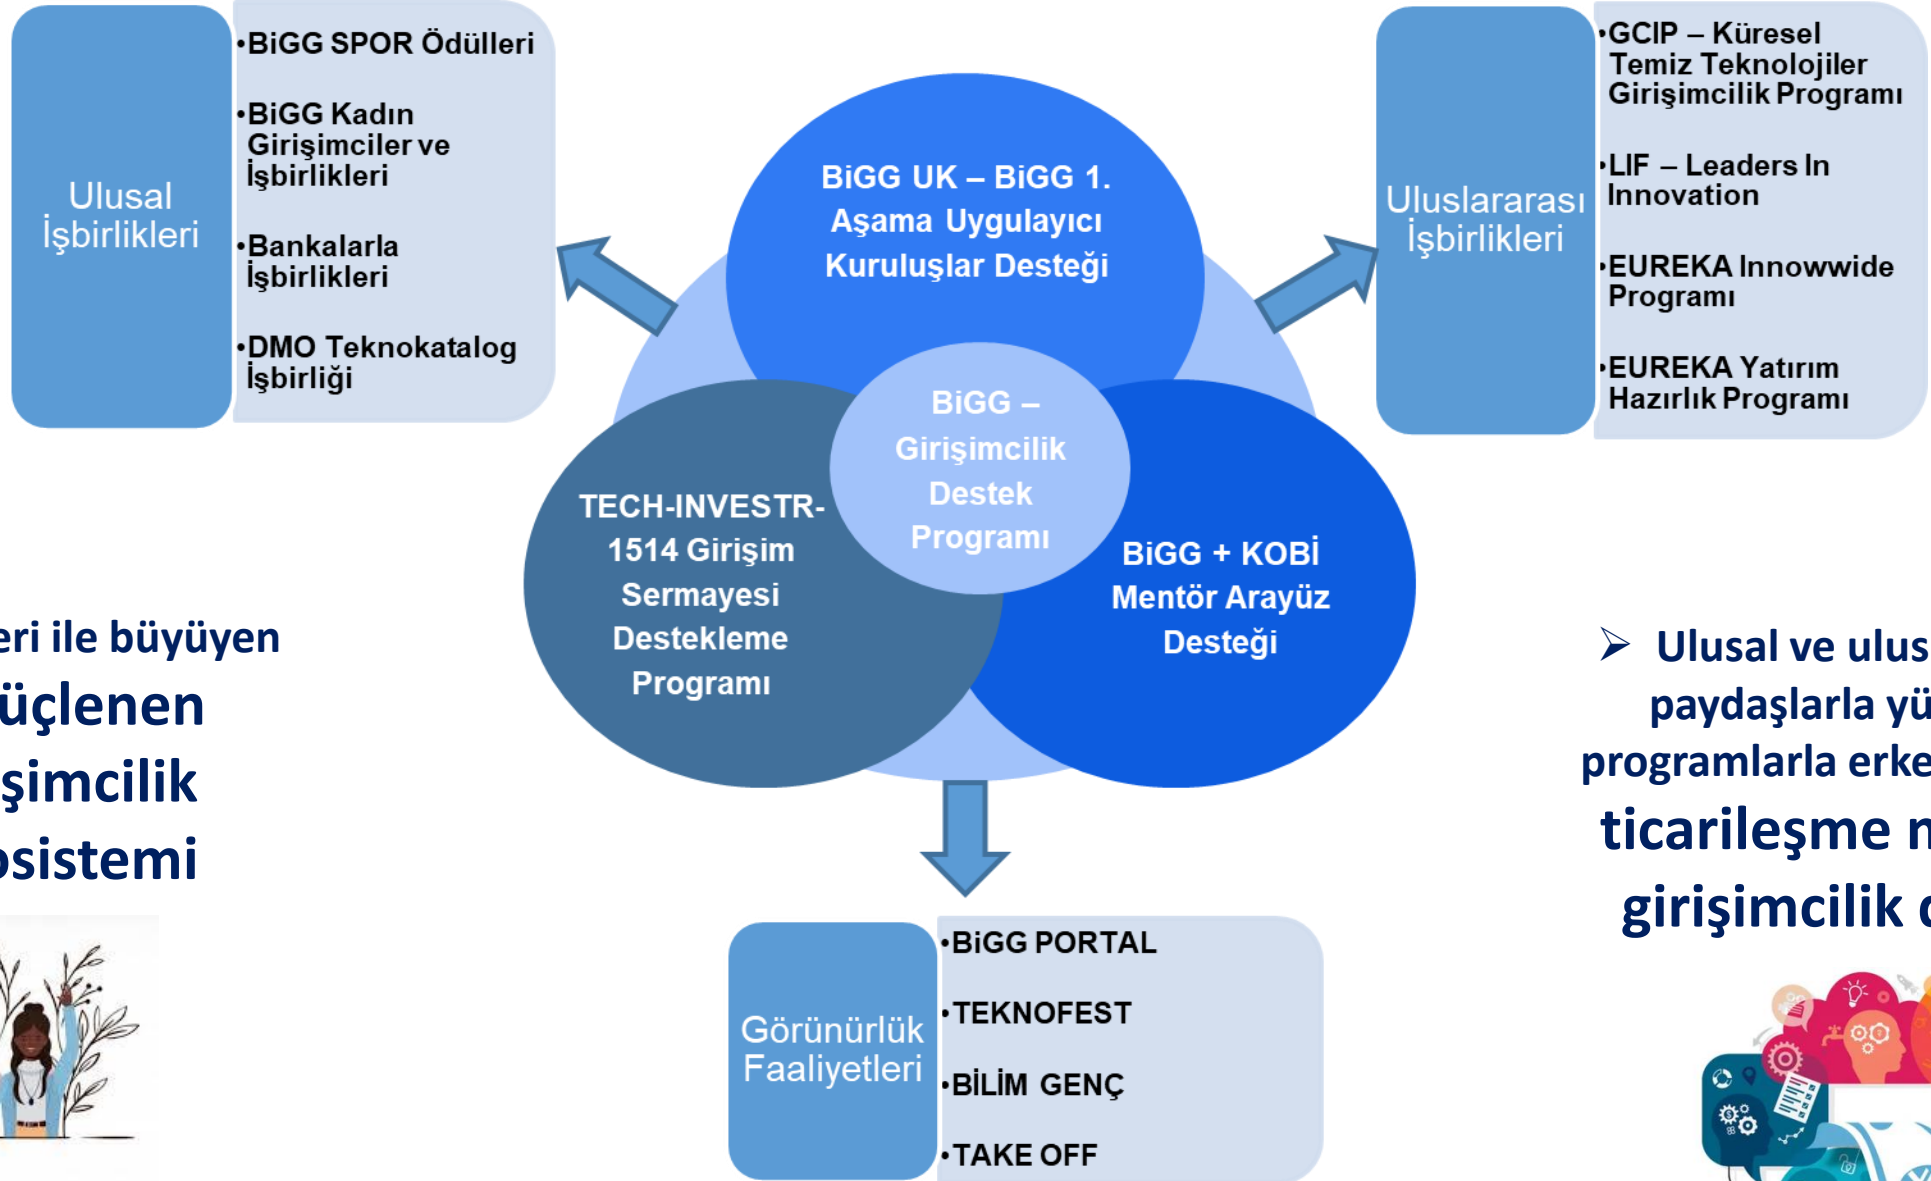 Ulusal
İşbirlikleri
•BiGG SPOR Ödülleri
•BiGG Kadın
Girişimciler ve
İşbirlikleri
•Bankalarla
İşbirlikleri
•DMO Teknokatalog
İşbirliği
BiGG UK – BiGG 1.
Aşama Uygulayıcı
Kuruluşlar Desteği
BiGG –
Girişimcilik
Destek
Programı
TECH-INVESTR-
1514 Girişim
Sermayesi
Destekleme
Programı
BiGG + KOBİ
Mentör Arayüz
Desteği
Uluslararası
İşbirlikleri
•GCIP – Küresel
Temiz Teknolojiler
Girişimcilik Programı
•LIF – Leaders In
Innovation
•EUREKA Innowwide
Programı
•EUREKA Yatırım
Hazırlık Programı
eri ile büyüyen
üçlenen
şimcilik
osistemi
➢ Ulusal ve ulus
paydaşlarla yü
programlarla erke
ticarileşme
girişimcilik
Görünürlük
Faaliyetleri
•BiGG PORTAL
•TEKNOFEST
•BİLİM GENÇ
•TAKE OFF